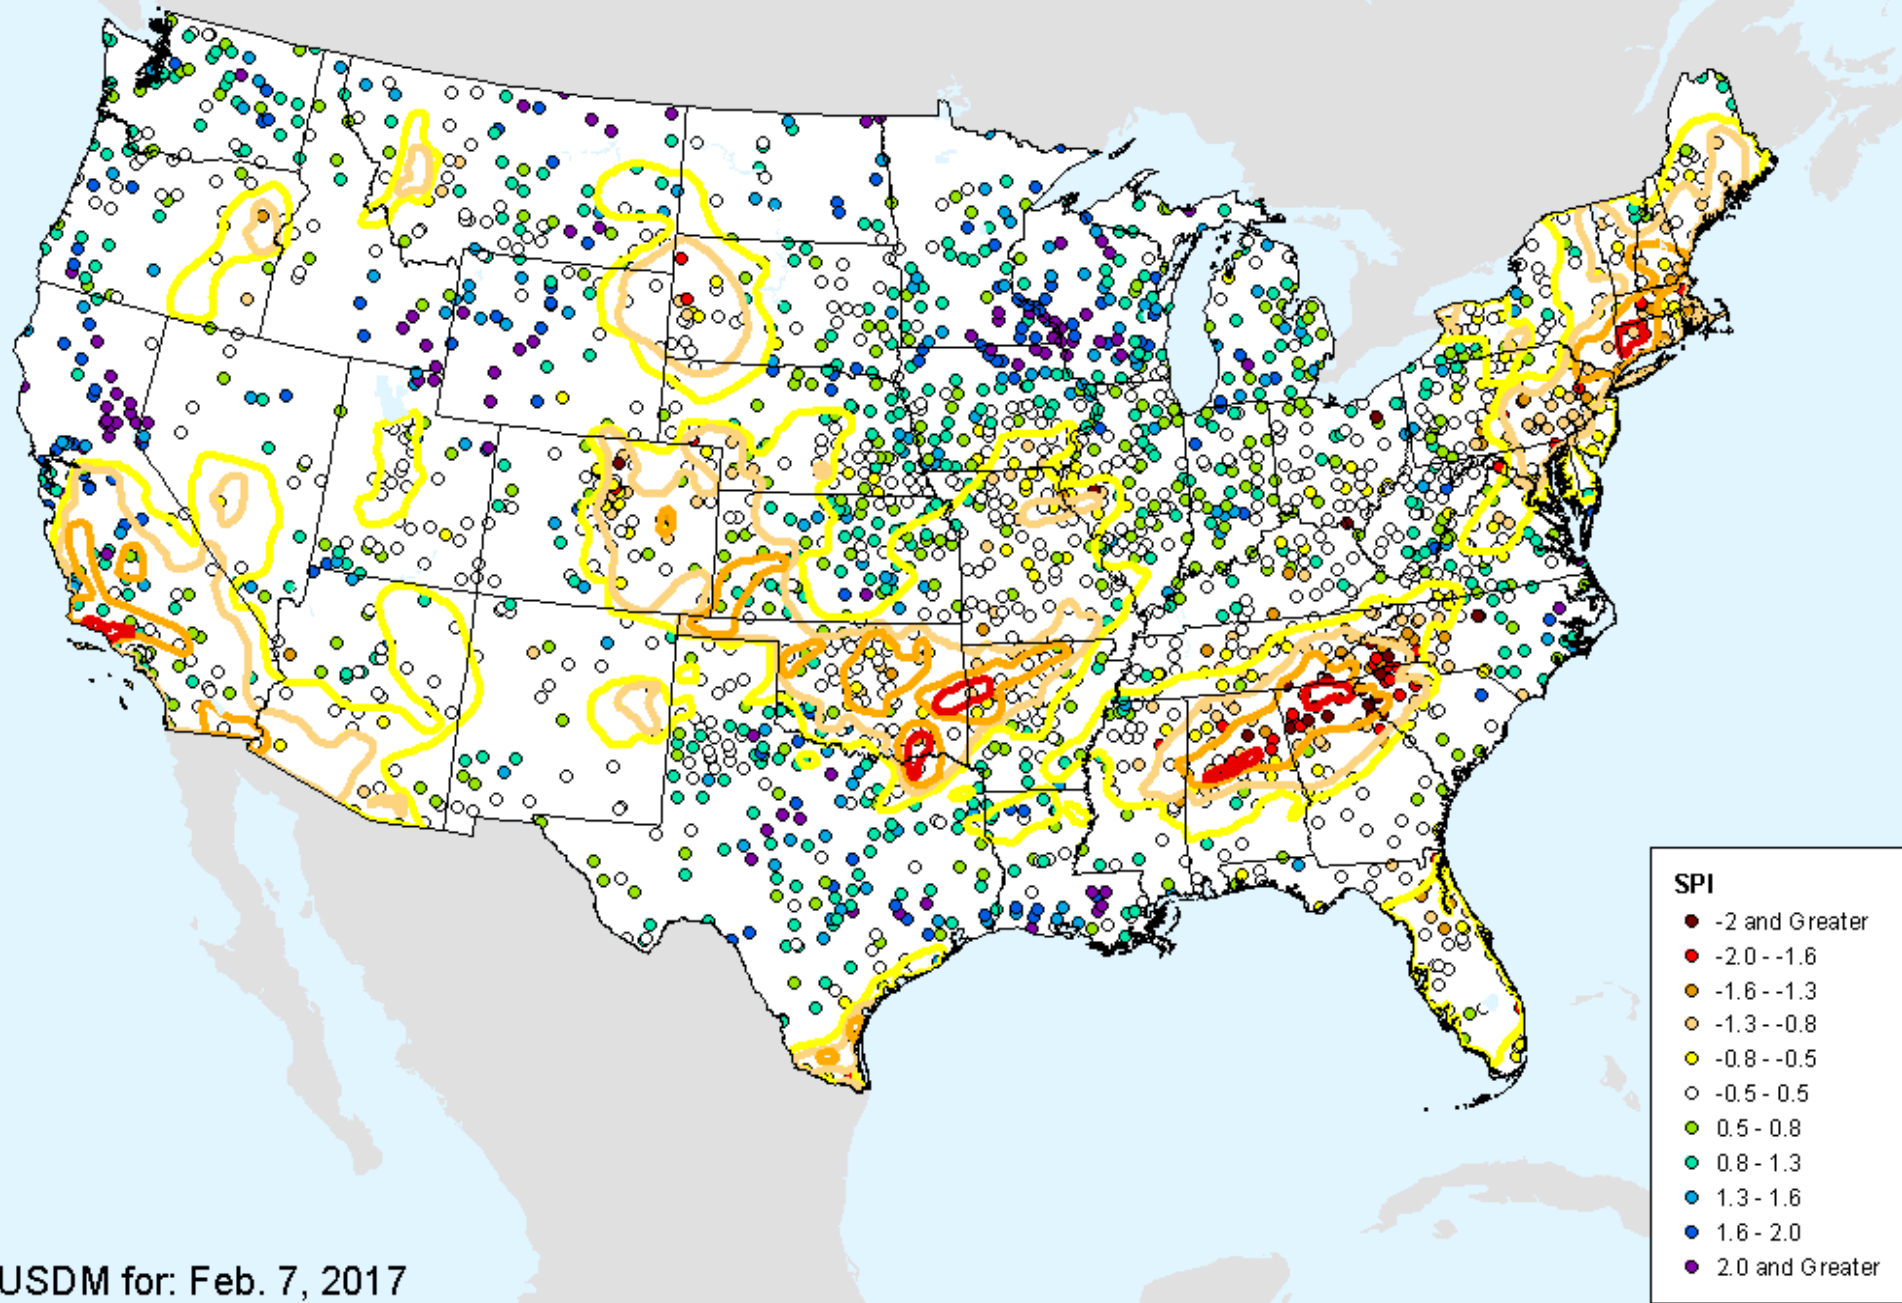 SPI
-2 and Greater
-2.0 - -1.6
-1.6 - -1.3
-1.3 - -0.8
-0.8 - -0.5
-0.5 - 0.5
0.5 - 0.8
0.8 - 1.3
1.3 - 1.6
1.6 - 2.0
2.0 and Greater
USDM for: Feb. 7, 2017